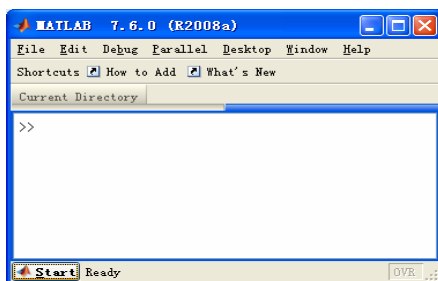 MATLAB 7.6.0 (R2008a)
File Edit Debug Parallel Desktop Window Help
Shortcuts How to Add What's New
Current Directory
>>
Start Ready OVR